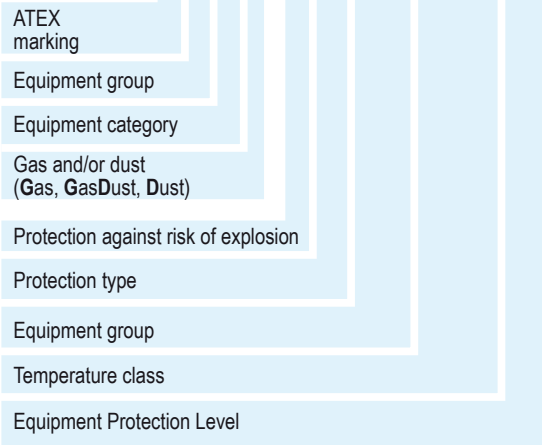 ATEX
marking
Equipment group
Equipment category
Gas and/or dust
(Gas, GasDust, Dust)
Protection against risk of explosion
Protection type
Equipment group
Temperature class
Equipment Protection Level